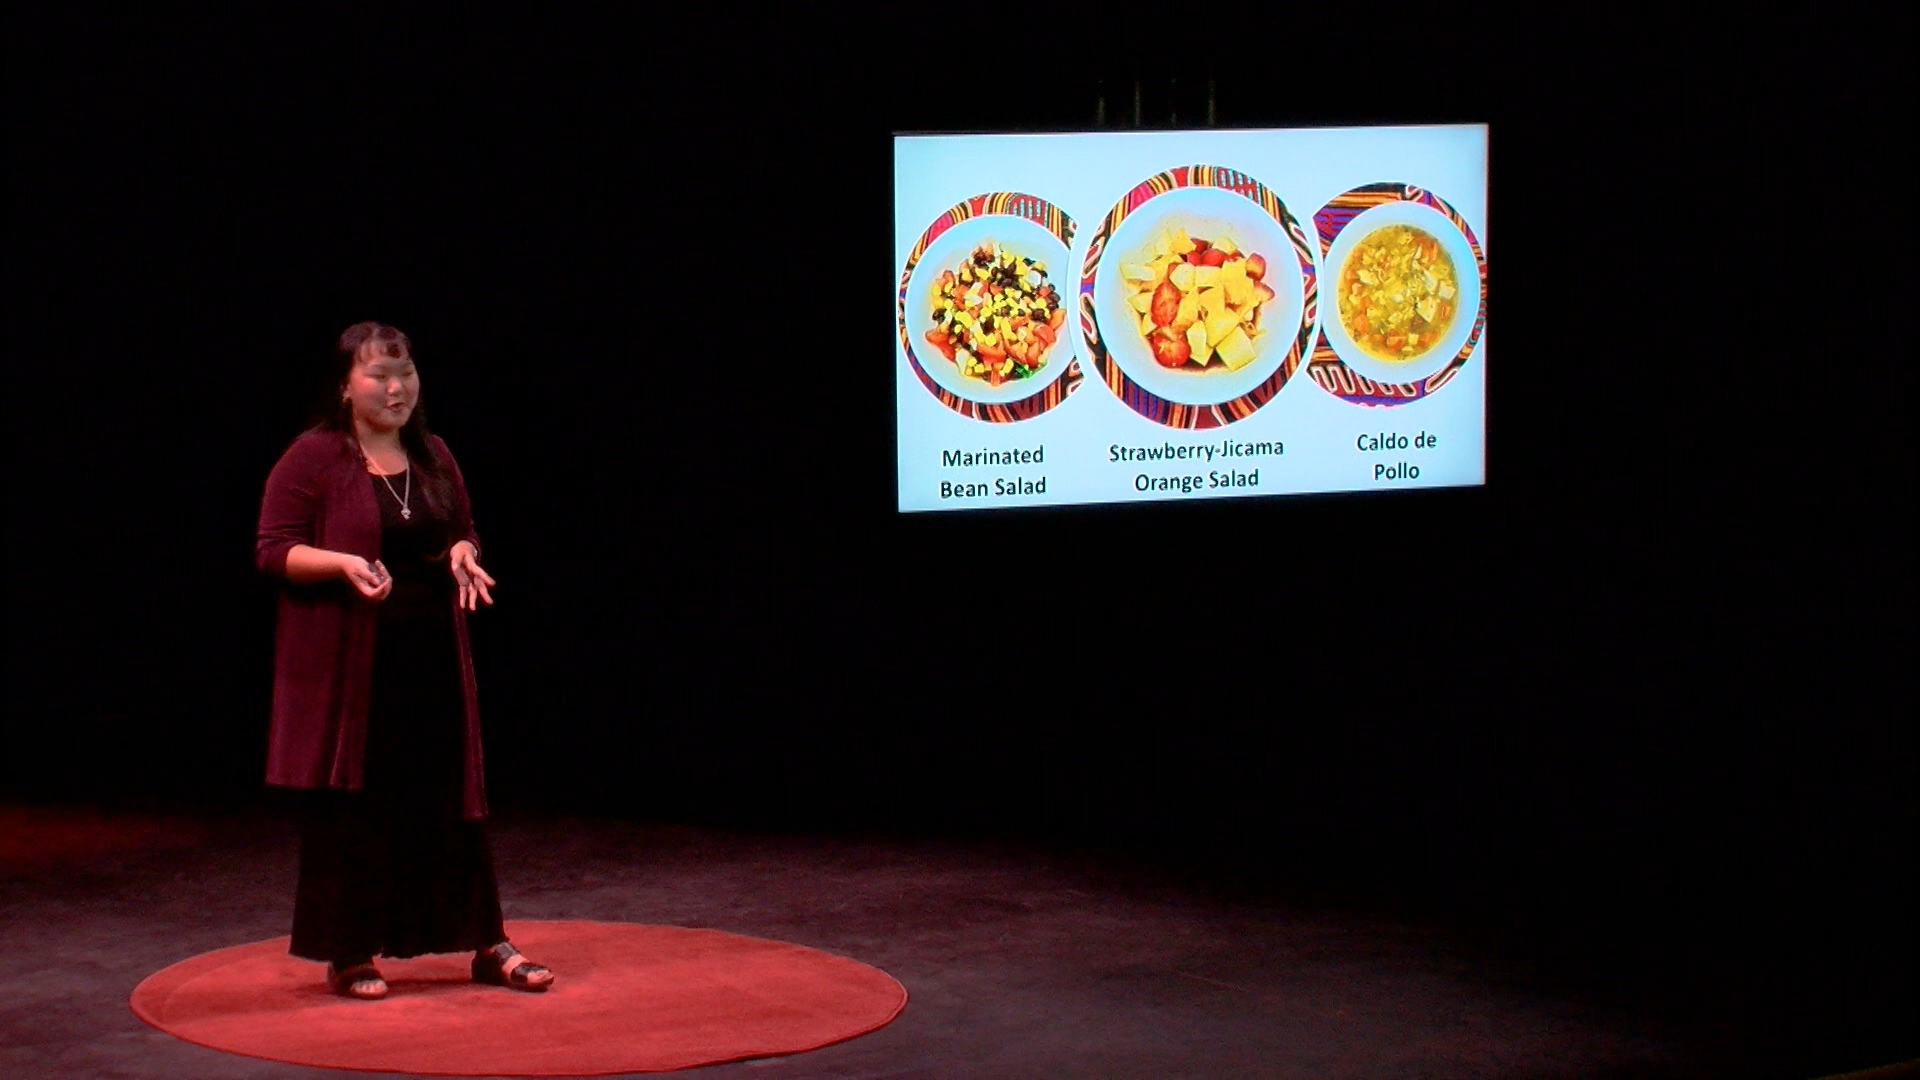 Marinated
Bean Salad
Strawberry-Jicama
Orange Salad
Caldo de
Pollo